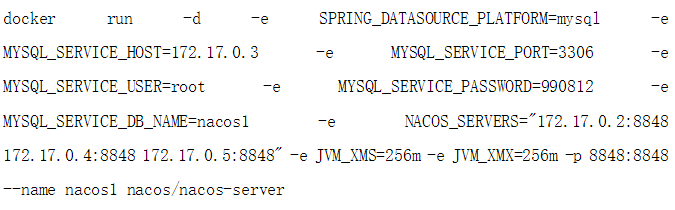 docker run -d -e SPRING_DATASOURCE_PLATFORM=mysql -e
MYSQL_SERVICE_HOST=172.17.0.3 -e MYSQL_SERVICE_PORT=3306 -e
MYSQL_SERVICE_USER=root -e MYSQL_SERVICE_PASSWORD=990812 -e
MYSQL_SERVICE_DB_NAME=nacos1 -e NACOS_SERVERS="172.17.0.2:8848
172.17.0.4:8848 172.17.0.5:8848" -e JVM_XMS=256m -e JVM_XMX=256m -p 8848:8848
--name nacos1 nacos/nacos-server